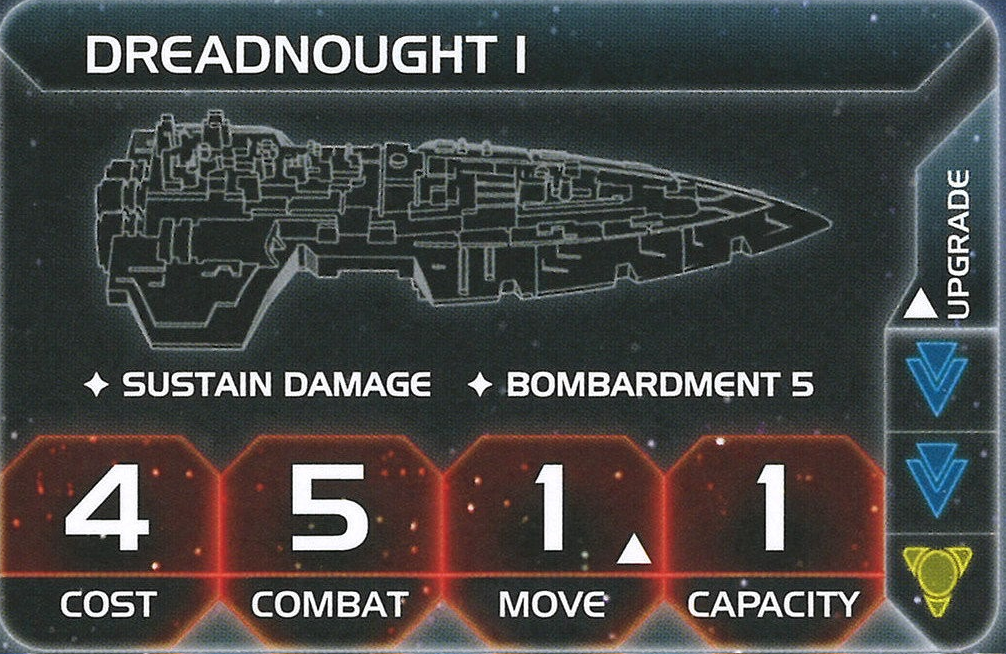 DREADNOUGHT I
UPGRADE
SUSTAIN DAMAGE BOMBARDMENT 5
4 5 1 1
COST COMBAT MOVE CAPACITY